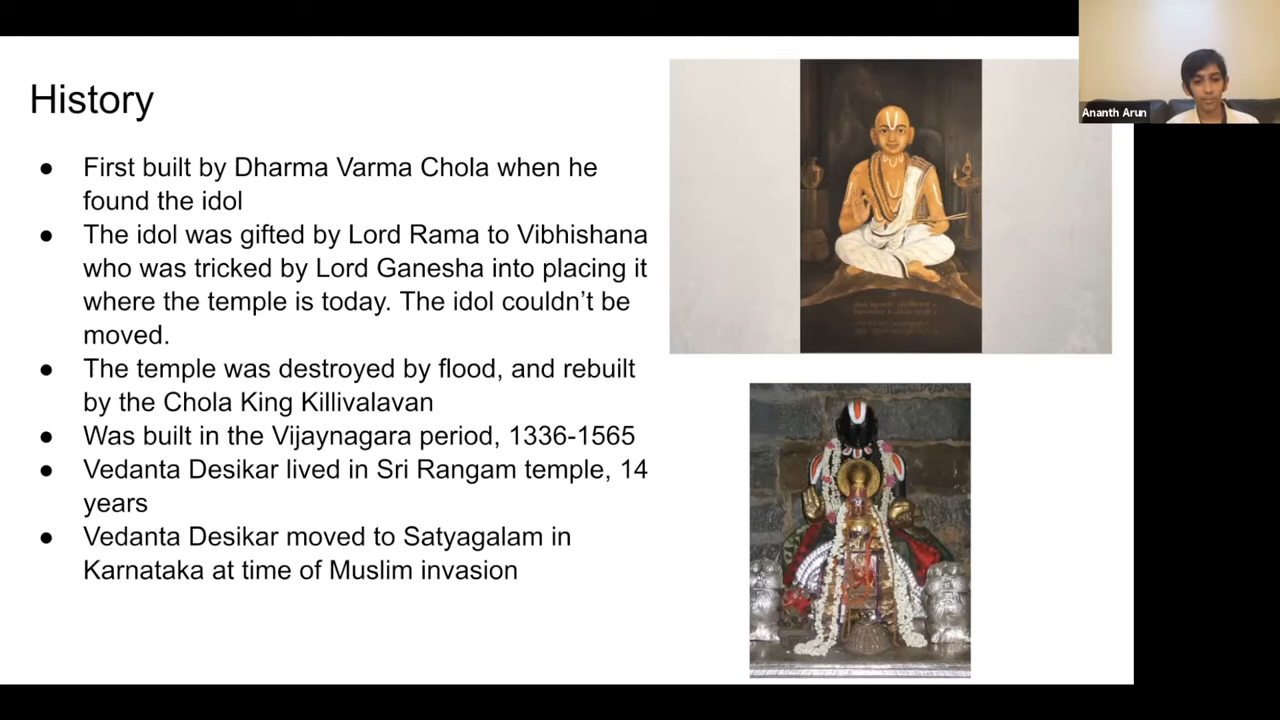 History
● First built by Dharma Varma Chola when he
found the idol
● The idol was gifted by Lord Rama to Vibhishana
who was tricked by Lord Ganesha into placing it
where the temple is today. The idol couldn’t be
moved.
● The temple was destroyed by flood, and rebuilt
by the Chola King Killivalavan
● Was built in the Vijaynagara period, 1336-1565
● Vedanta Desikar lived in Sri Rangam temple, 14
years
● Vedanta Desikar moved to Satyagalam in
Karnataka at time of Muslim invasion
Ananth Arun